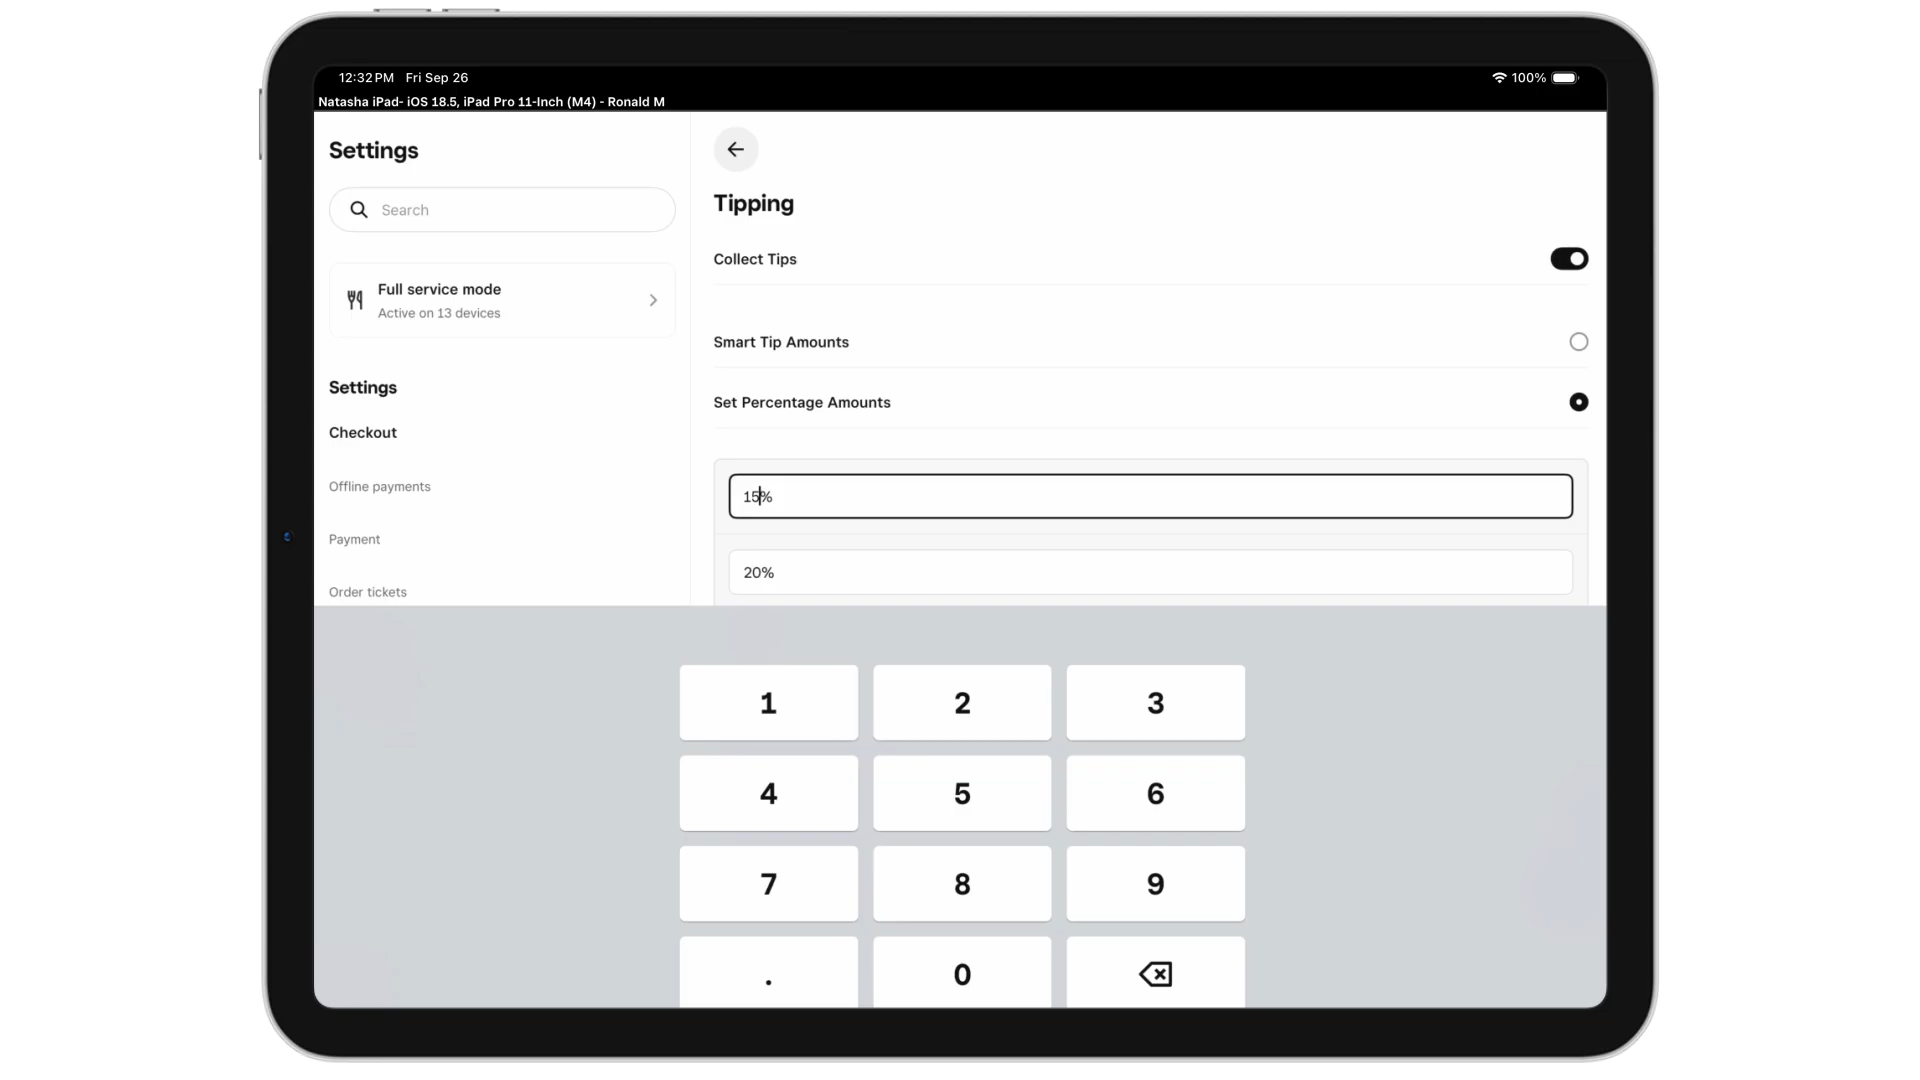 12:32 PM Fri Sep 26
100%
Natasha iPad- iOS 18.5, iPad Pro 11-Inch (M4) - Ronald M
Settings
Search
Full service mode
Active on 13 devices
Settings
Checkout
Offline payments
Payment
Order tickets
Tipping
Collect Tips
Smart Tip Amounts
Set Percentage Amounts
15%
20%
1 2 3
4 5 6
7 8 9
. 0